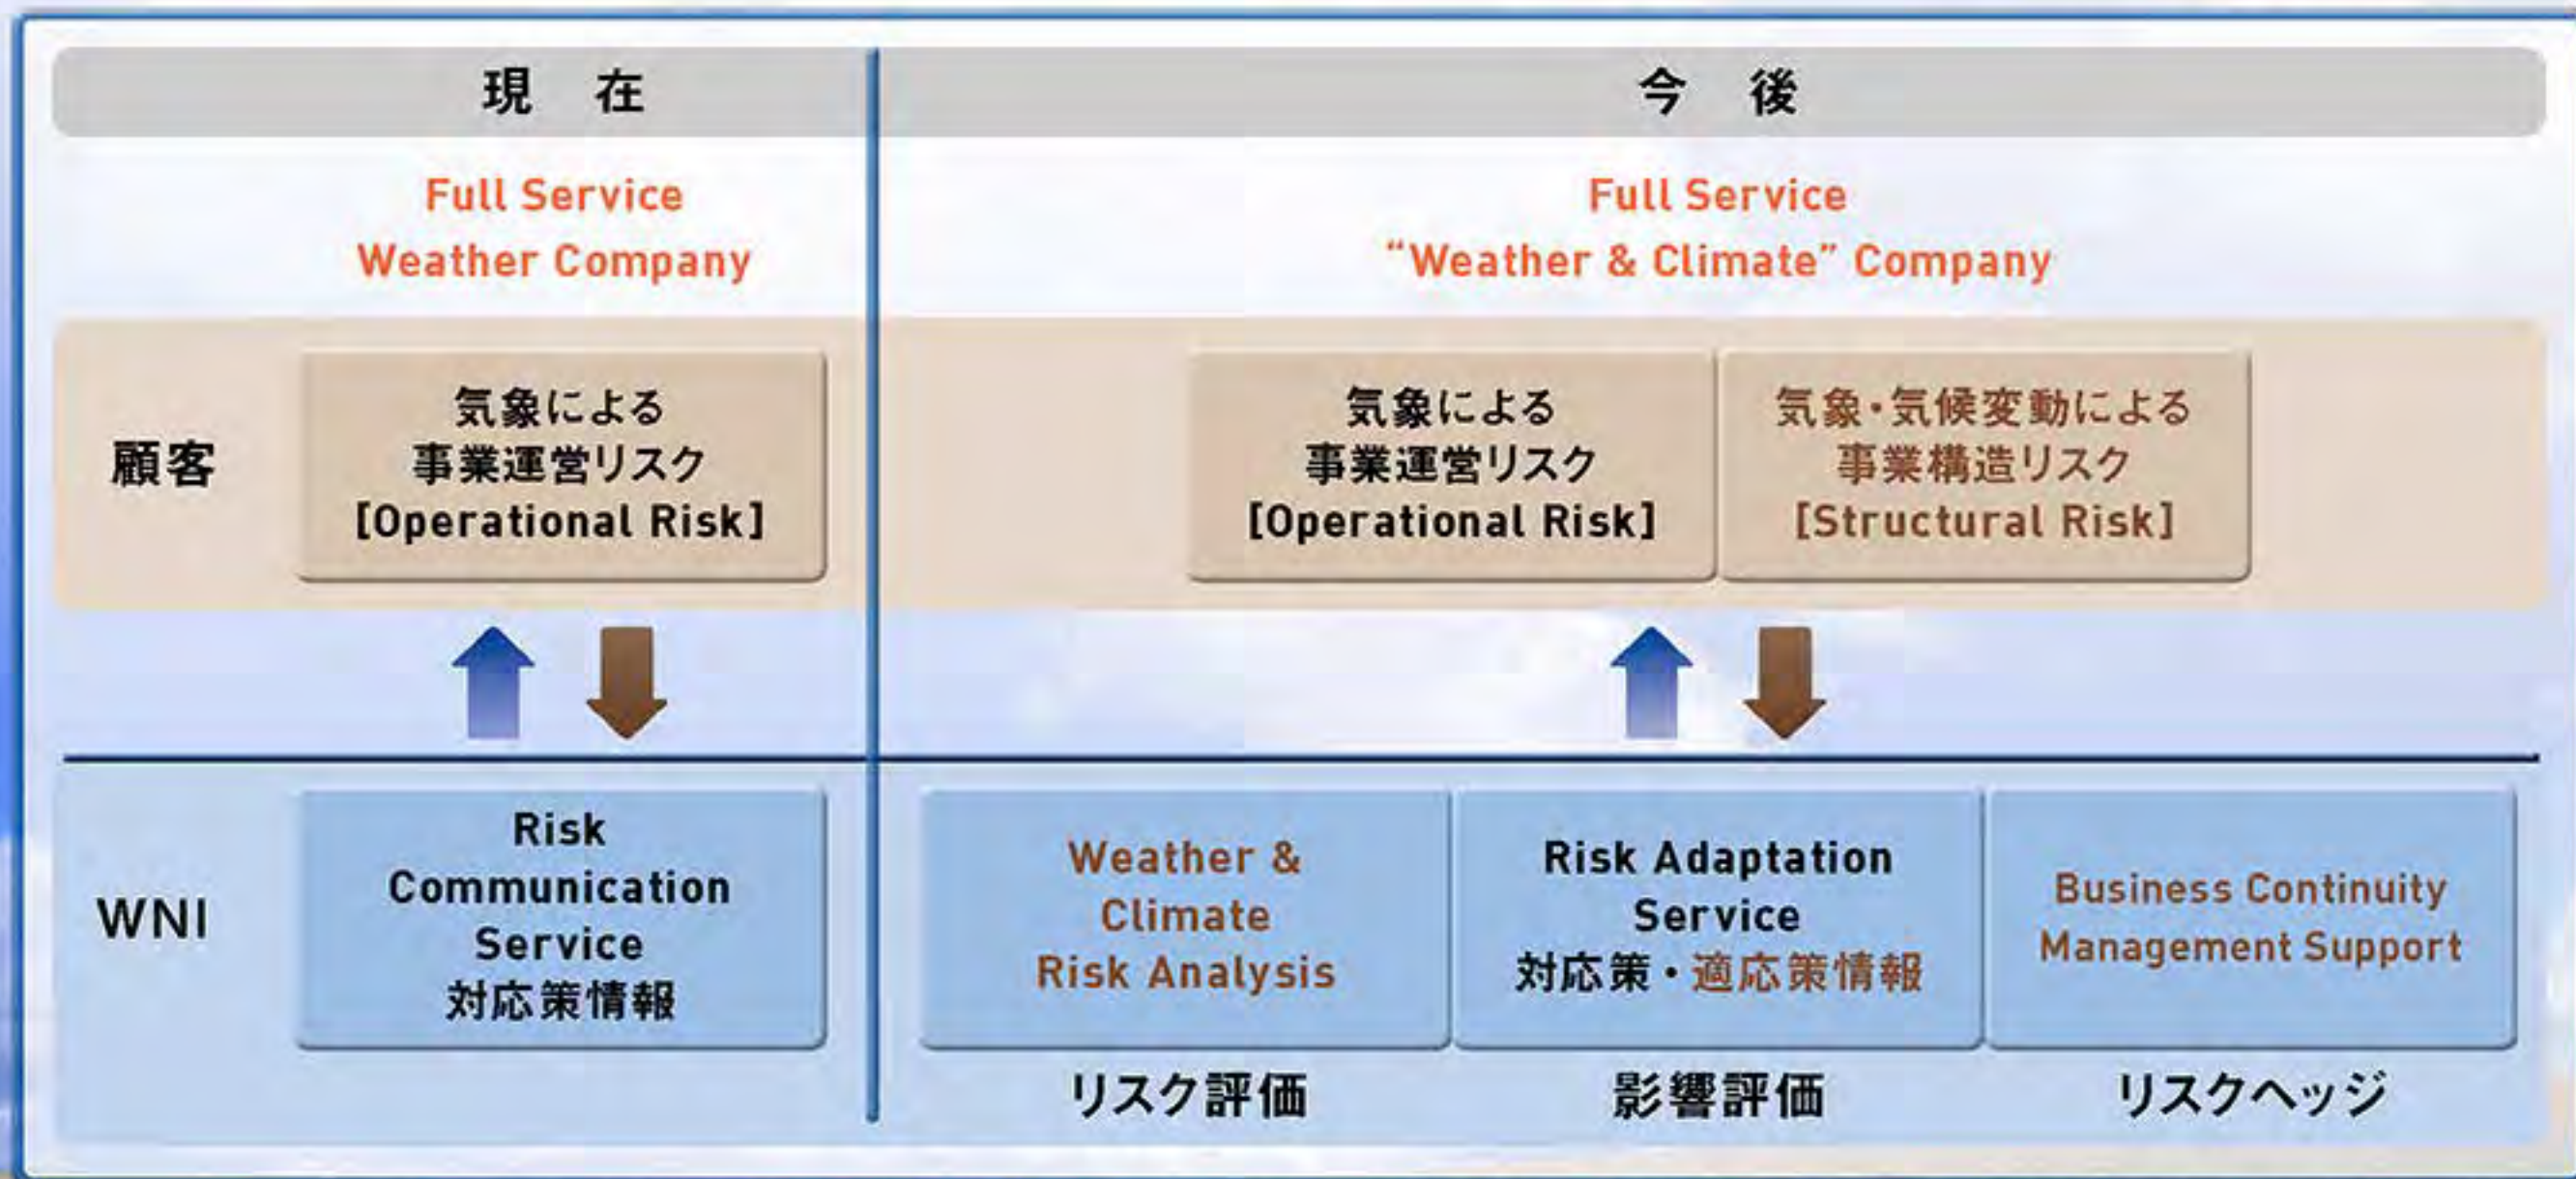 現 在
今 後
Full Service
Weather Company
Full Service
“Weather & Climate” Company
顧客
気象による
事業運営リスク
[Operational Risk]
気象による
事業運営リスク
[Operational Risk]
気象・気候変動による
事業構造リスク
[Structural Risk]
WNI
Risk
Communication
Service
対応策情報
Weather &
Climate
Risk Analysis
リスク評価
Risk Adaptation
Service
対応策・適応策情報
影響評価
Business Continuity
Management Support
リスクヘッジ